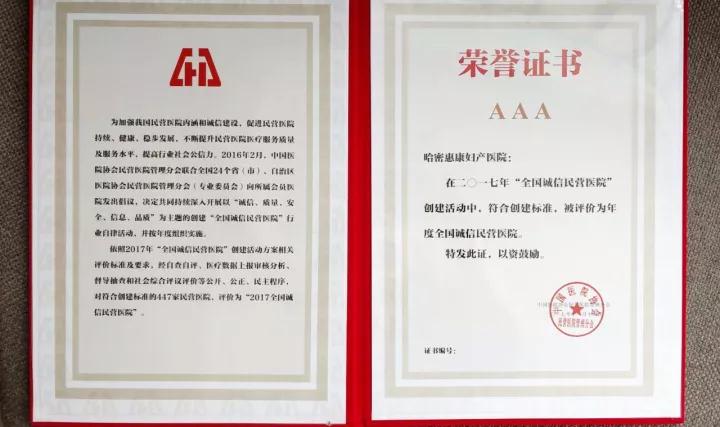 为加强我国民营医院内涵和诚信建设，促进民营医院
持续、健康、稳步发展，不断提升民营医院医疗服务质量
及服务水平，提高行业社会公信力。2016年2月，中国医
院协会民营医院管理分会联合全国24个省（市）、自治区
医院协会民营医院管理分会（专业委员会）向所属会员医
院发出倡议，决定共同持续深入开展以“诚信、质量、安
全、信息、品质”为主题的创建“全国诚信民营医院”行
业自律活动，并按年度组织实施。
依照2017年“全国诚信民营医院”创建活动方案相关
评价标准及要求，经自查自评、医疗数据上报审核分析、
督导抽查和社会综合评议评价等公开、公正、民主程序，
对符合创建标准的447家民营医院，评价为“2017全国诚
信民营医院”。
荣誉证书
AAA
哈密惠康妇产医院：
在二〇一七年“全国诚信民营医院”
创建活动中，符合创建标准，被评价为年
度全国诚信民营医院。
特发此证，以资鼓励。
中国医院协会
民营医院管理分会
证书编号：